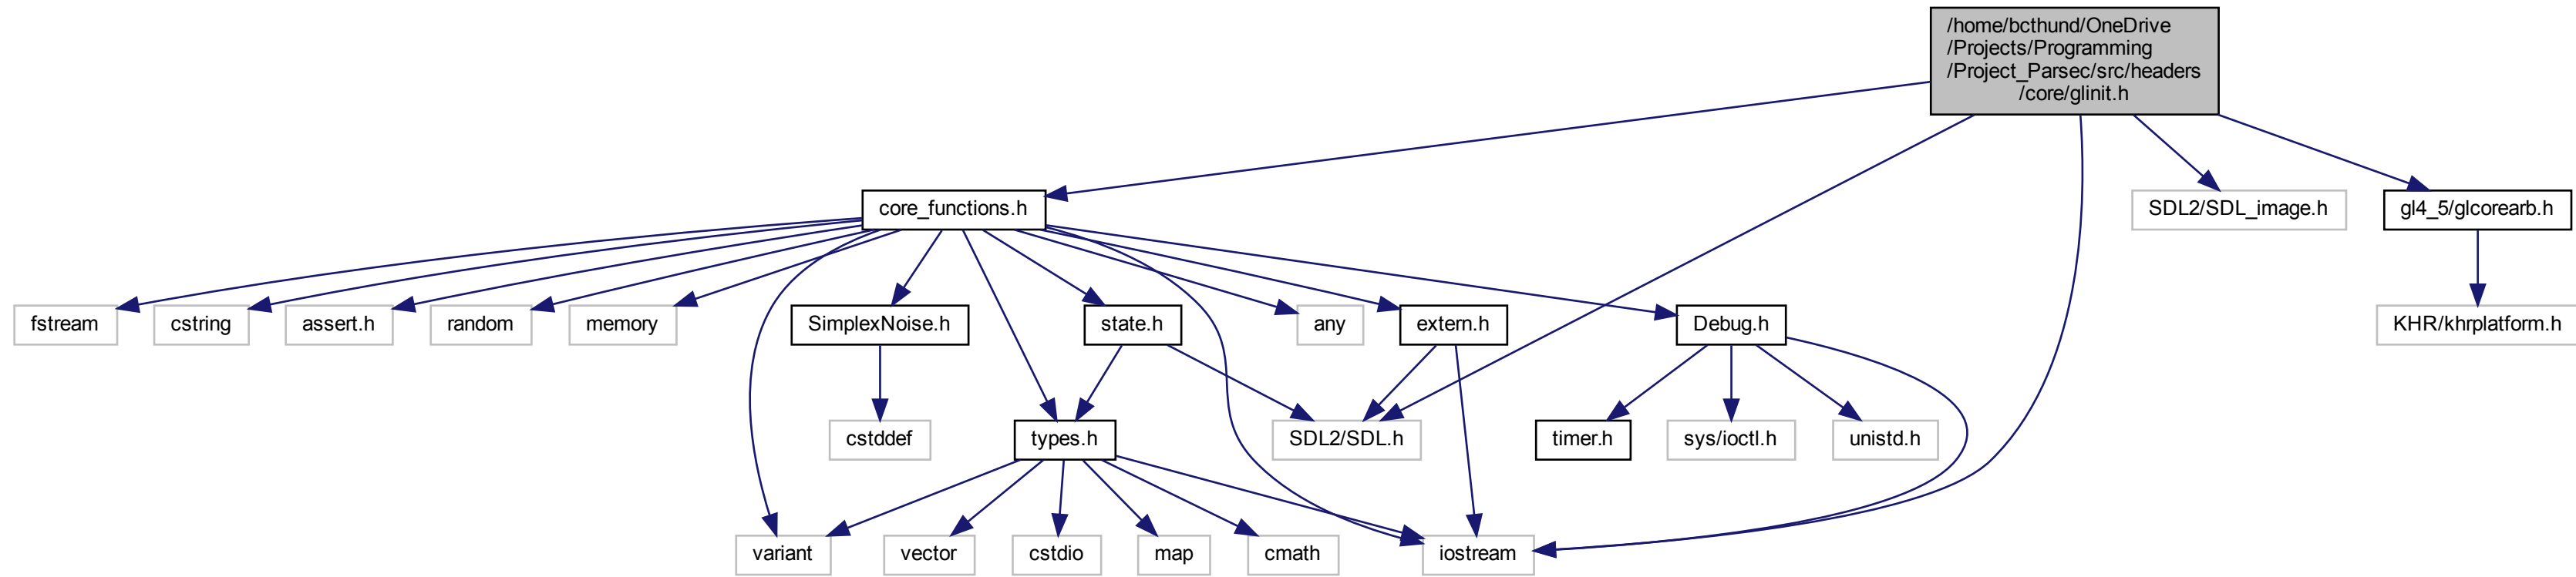 /home/bcthund/OneDrive
/Projects/Programming
/Project_Parsec/src/headers
/core/glinit.h
core_functions.h
SDL2/SDL_image.h
gl4_5/glcorearb.h
fstream
cstring
assert.h
random
memory
SimplexNoise.h
state.h
any
extern.h
Debug.h
KHR/khrplatform.h
cstddef
types.h
SDL2/SDL.h
timer.h
sys/ioctl.h
unistd.h
variant
vector
cstdio
map
cmath
iostream